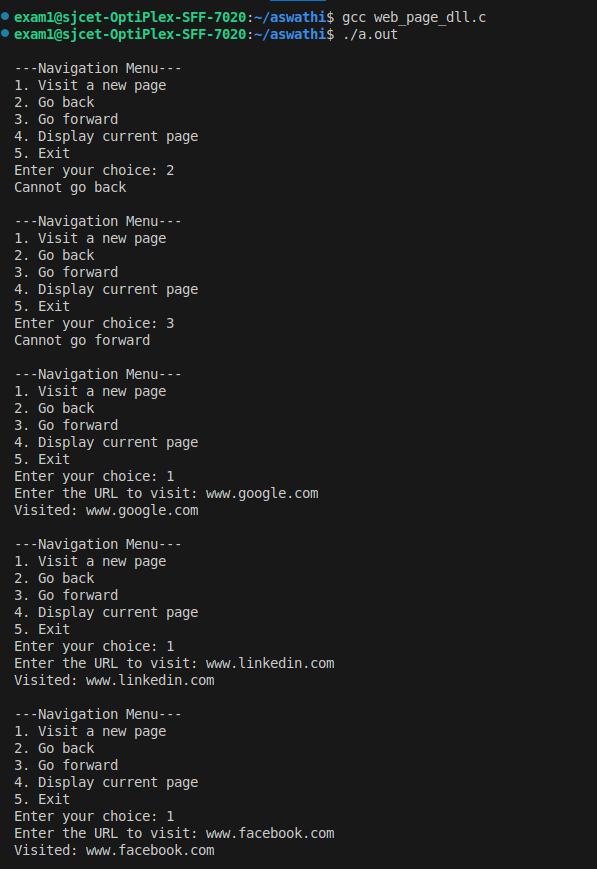 exam1@sjcet-OptiPlex-SFF-7020:~/aswathi$ gcc web_page_dll.c
exam1@sjcet-OptiPlex-SFF-7020:~/aswathi$ ./a.out
---Navigation Menu---
1. Visit a new page
2. Go back
3. Go forward
4. Display current page
5. Exit
Enter your choice: 2
Cannot go back
---Navigation Menu---
1. Visit a new page
2. Go back
3. Go forward
4. Display current page
5. Exit
Enter your choice: 3
Cannot go forward
---Navigation Menu---
1. Visit a new page
2. Go back
3. Go forward
4. Display current page
5. Exit
Enter your choice: 1
Enter the URL to visit: www.google.com
Visited: www.google.com
---Navigation Menu---
1. Visit a new page
2. Go back
3. Go forward
4. Display current page
5. Exit
Enter your choice: 1
Enter the URL to visit: www.linkedin.com
Visited: www.linkedin.com
---Navigation Menu---
1. Visit a new page
2. Go back
3. Go forward
4. Display current page
5. Exit
Enter your choice: 1
Enter the URL to visit: www.facebook.com
Visited: www.facebook.com